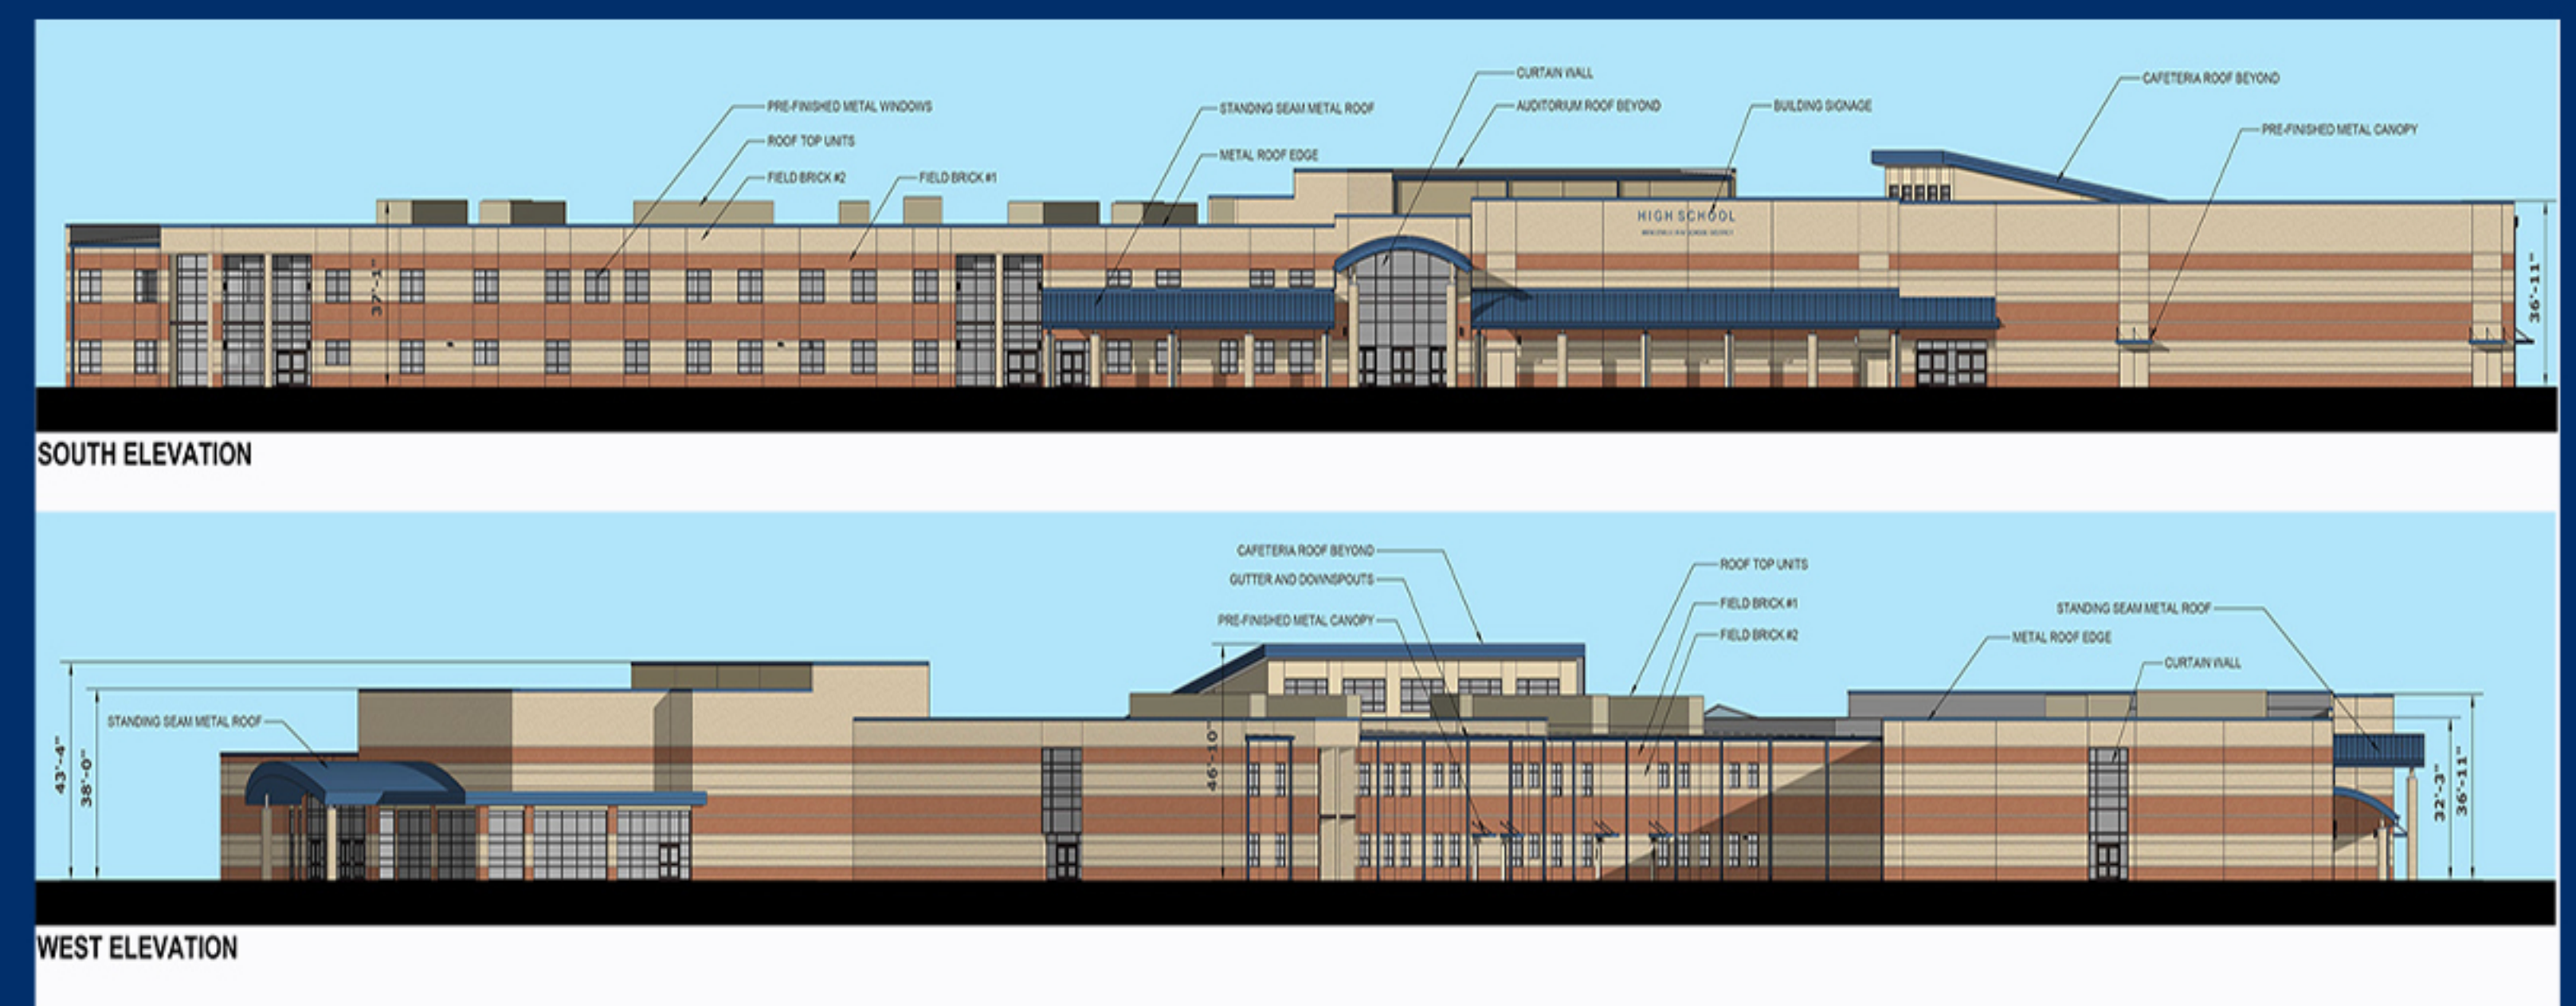 CURTAIN WALL
CAFETERIA ROOF BEYOND
PRE-FINISHED METAL WINDOWS
STANDING SEAM METAL ROOF
AUDITORIUM ROOF BEYOND
BUILDING SIGNAGE
PRE-FINISHED METAL CANOPY
ROOF TOP UNITS
METAL ROOF EDGE
FIELD BRICK #2
FIELD BRICK #1
HIGH SCHOOL
37'-1"
36'-11"
SOUTH ELEVATION
CAFETERIA ROOF BEYOND
GUTTER AND DOWNSPOUTS
PRE-FINISHED METAL CANOPY
ROOF TOP UNITS
FIELD BRICK #1
FIELD BRICK #2
STANDING SEAM METAL ROOF
METAL ROOF EDGE
CURTAIN WALL
STANDING SEAM METAL ROOF
43'-4"
38'-0"
46'-10"
32'-3"
36'-11"
WEST ELEVATION